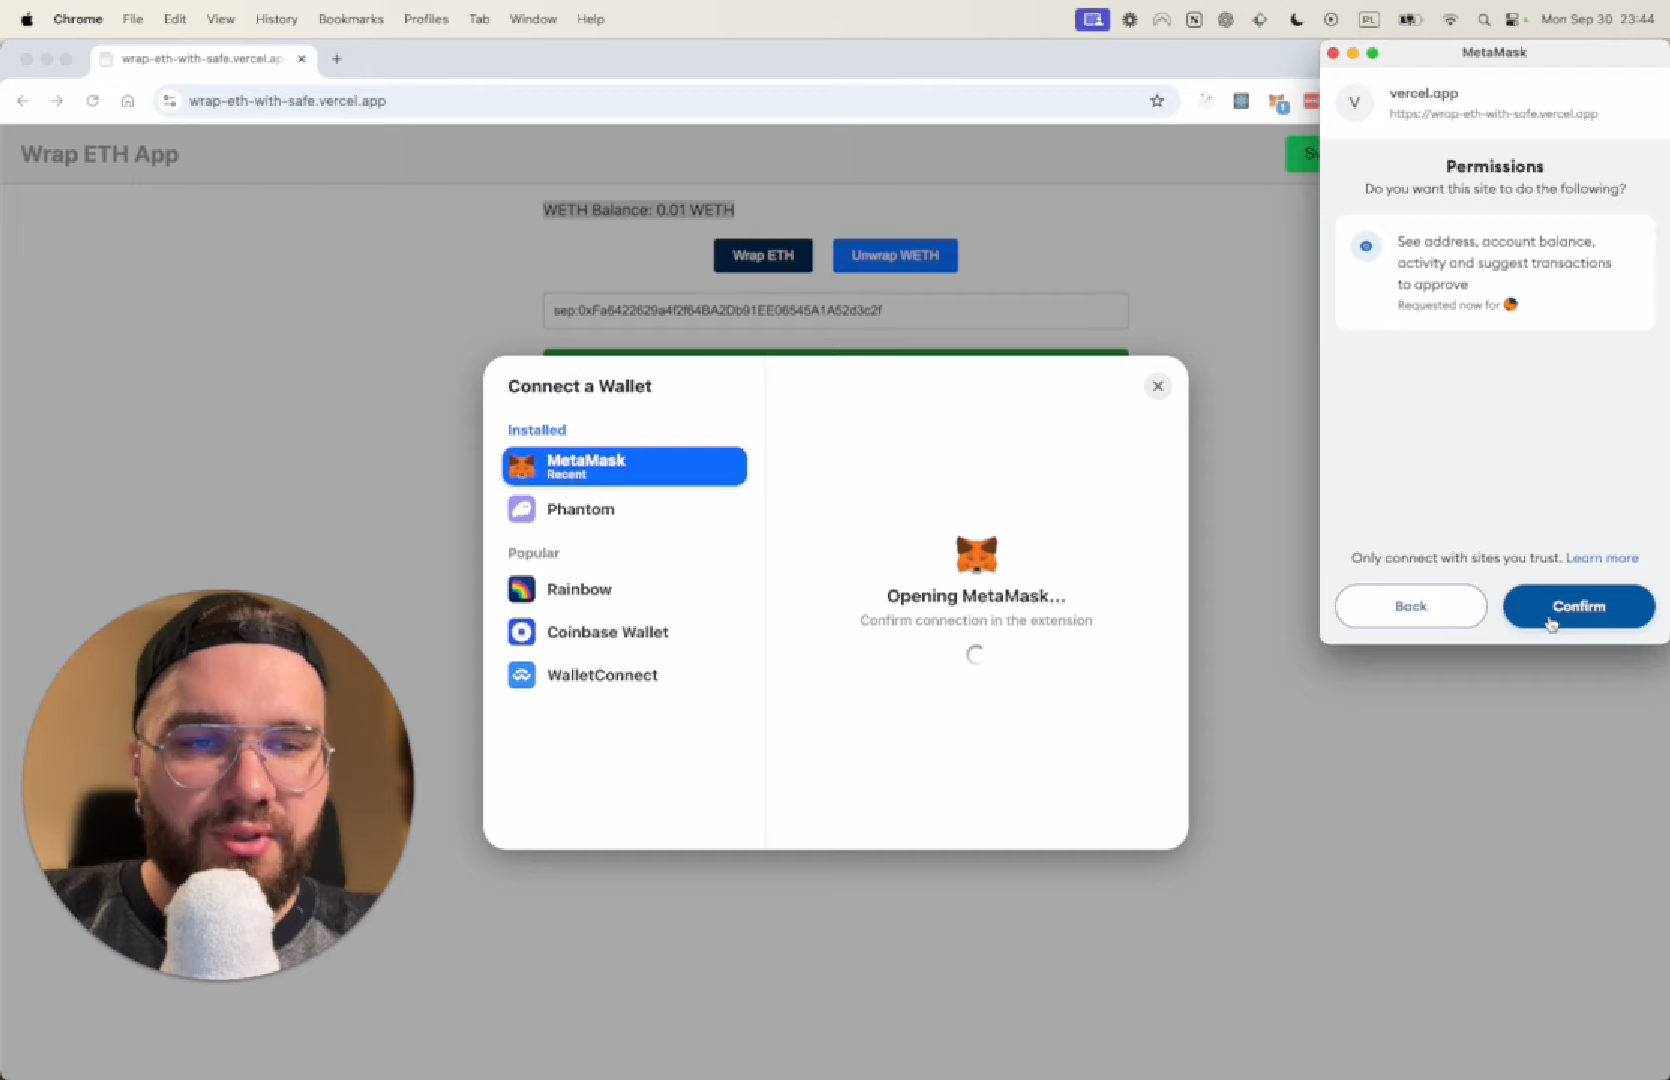 Chrome File Edit View History Bookmarks Profiles Tab Window Help
PL
Mon Sep 30 23:44
wrap-eth-with-safe.vercel.ap
wrap-eth-with-safe.vercel.app
Wrap ETH App
WETH Balance: 0.01 WETH
Wrap ETH
Unwrap WETH
sep:0xFa6422629a4f2f64BA2Db91EE06545A1A52d3c2f
Connect a Wallet
Installed
MetaMask
Recent
Phantom
Popular
Rainbow
Coinbase Wallet
WalletConnect
Opening MetaMask...
Confirm connection in the extension
MetaMask
V
vercel.app
https://wrap-eth-with-safe.vercel.app
Permissions
Do you want this site to do the following?
See address, account balance,
activity and suggest transactions
to approve
Requested now for
Only connect with sites you trust. Learn more
Back
Confirm